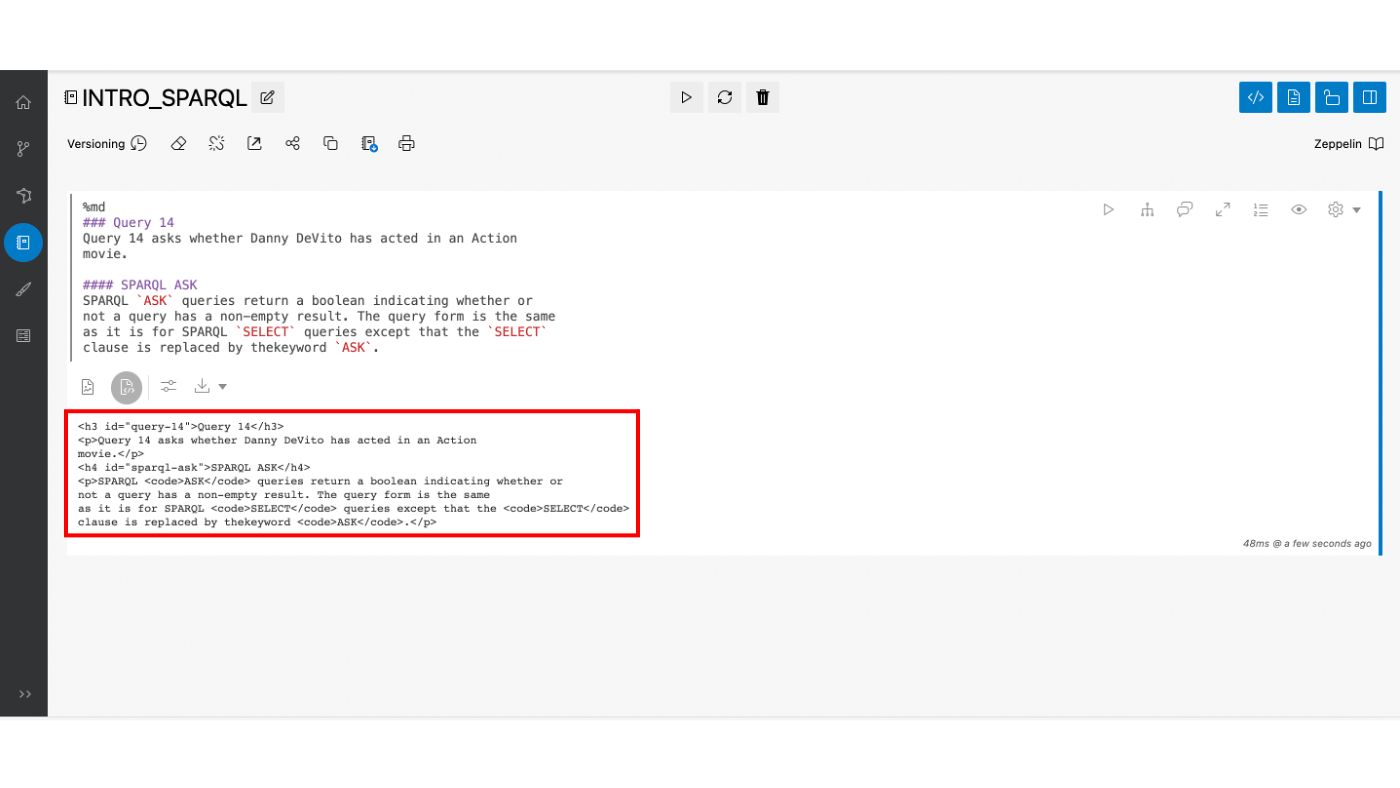 INTRO_SPARQL
Versioning
Zeppelin
%md
### Query 14
Query 14 asks whether Danny DeVito has acted in an Action
movie.
#### SPARQL ASK
SPARQL `ASK` queries return a boolean indicating whether or
not a query has a non-empty result. The query form is the same
as it is for SPARQL `SELECT` queries except that the `SELECT`
clause is replaced by thekeyword `ASK`.
<h3 id="query-14">Query 14</h3>
<p>Query 14 asks whether Danny DeVito has acted in an Action
movie.</p>
<h4 id="sparql-ask">SPARQL ASK</h4>
<p>SPARQL <code>ASK</code> queries return a boolean indicating whether or
not a query has a non-empty result. The query form is the same
as it is for SPARQL <code>SELECT</code> queries except that the <code>SELECT</code>
clause is replaced by thekeyword <code>ASK</code>.</p>
48ms @ a few seconds ago